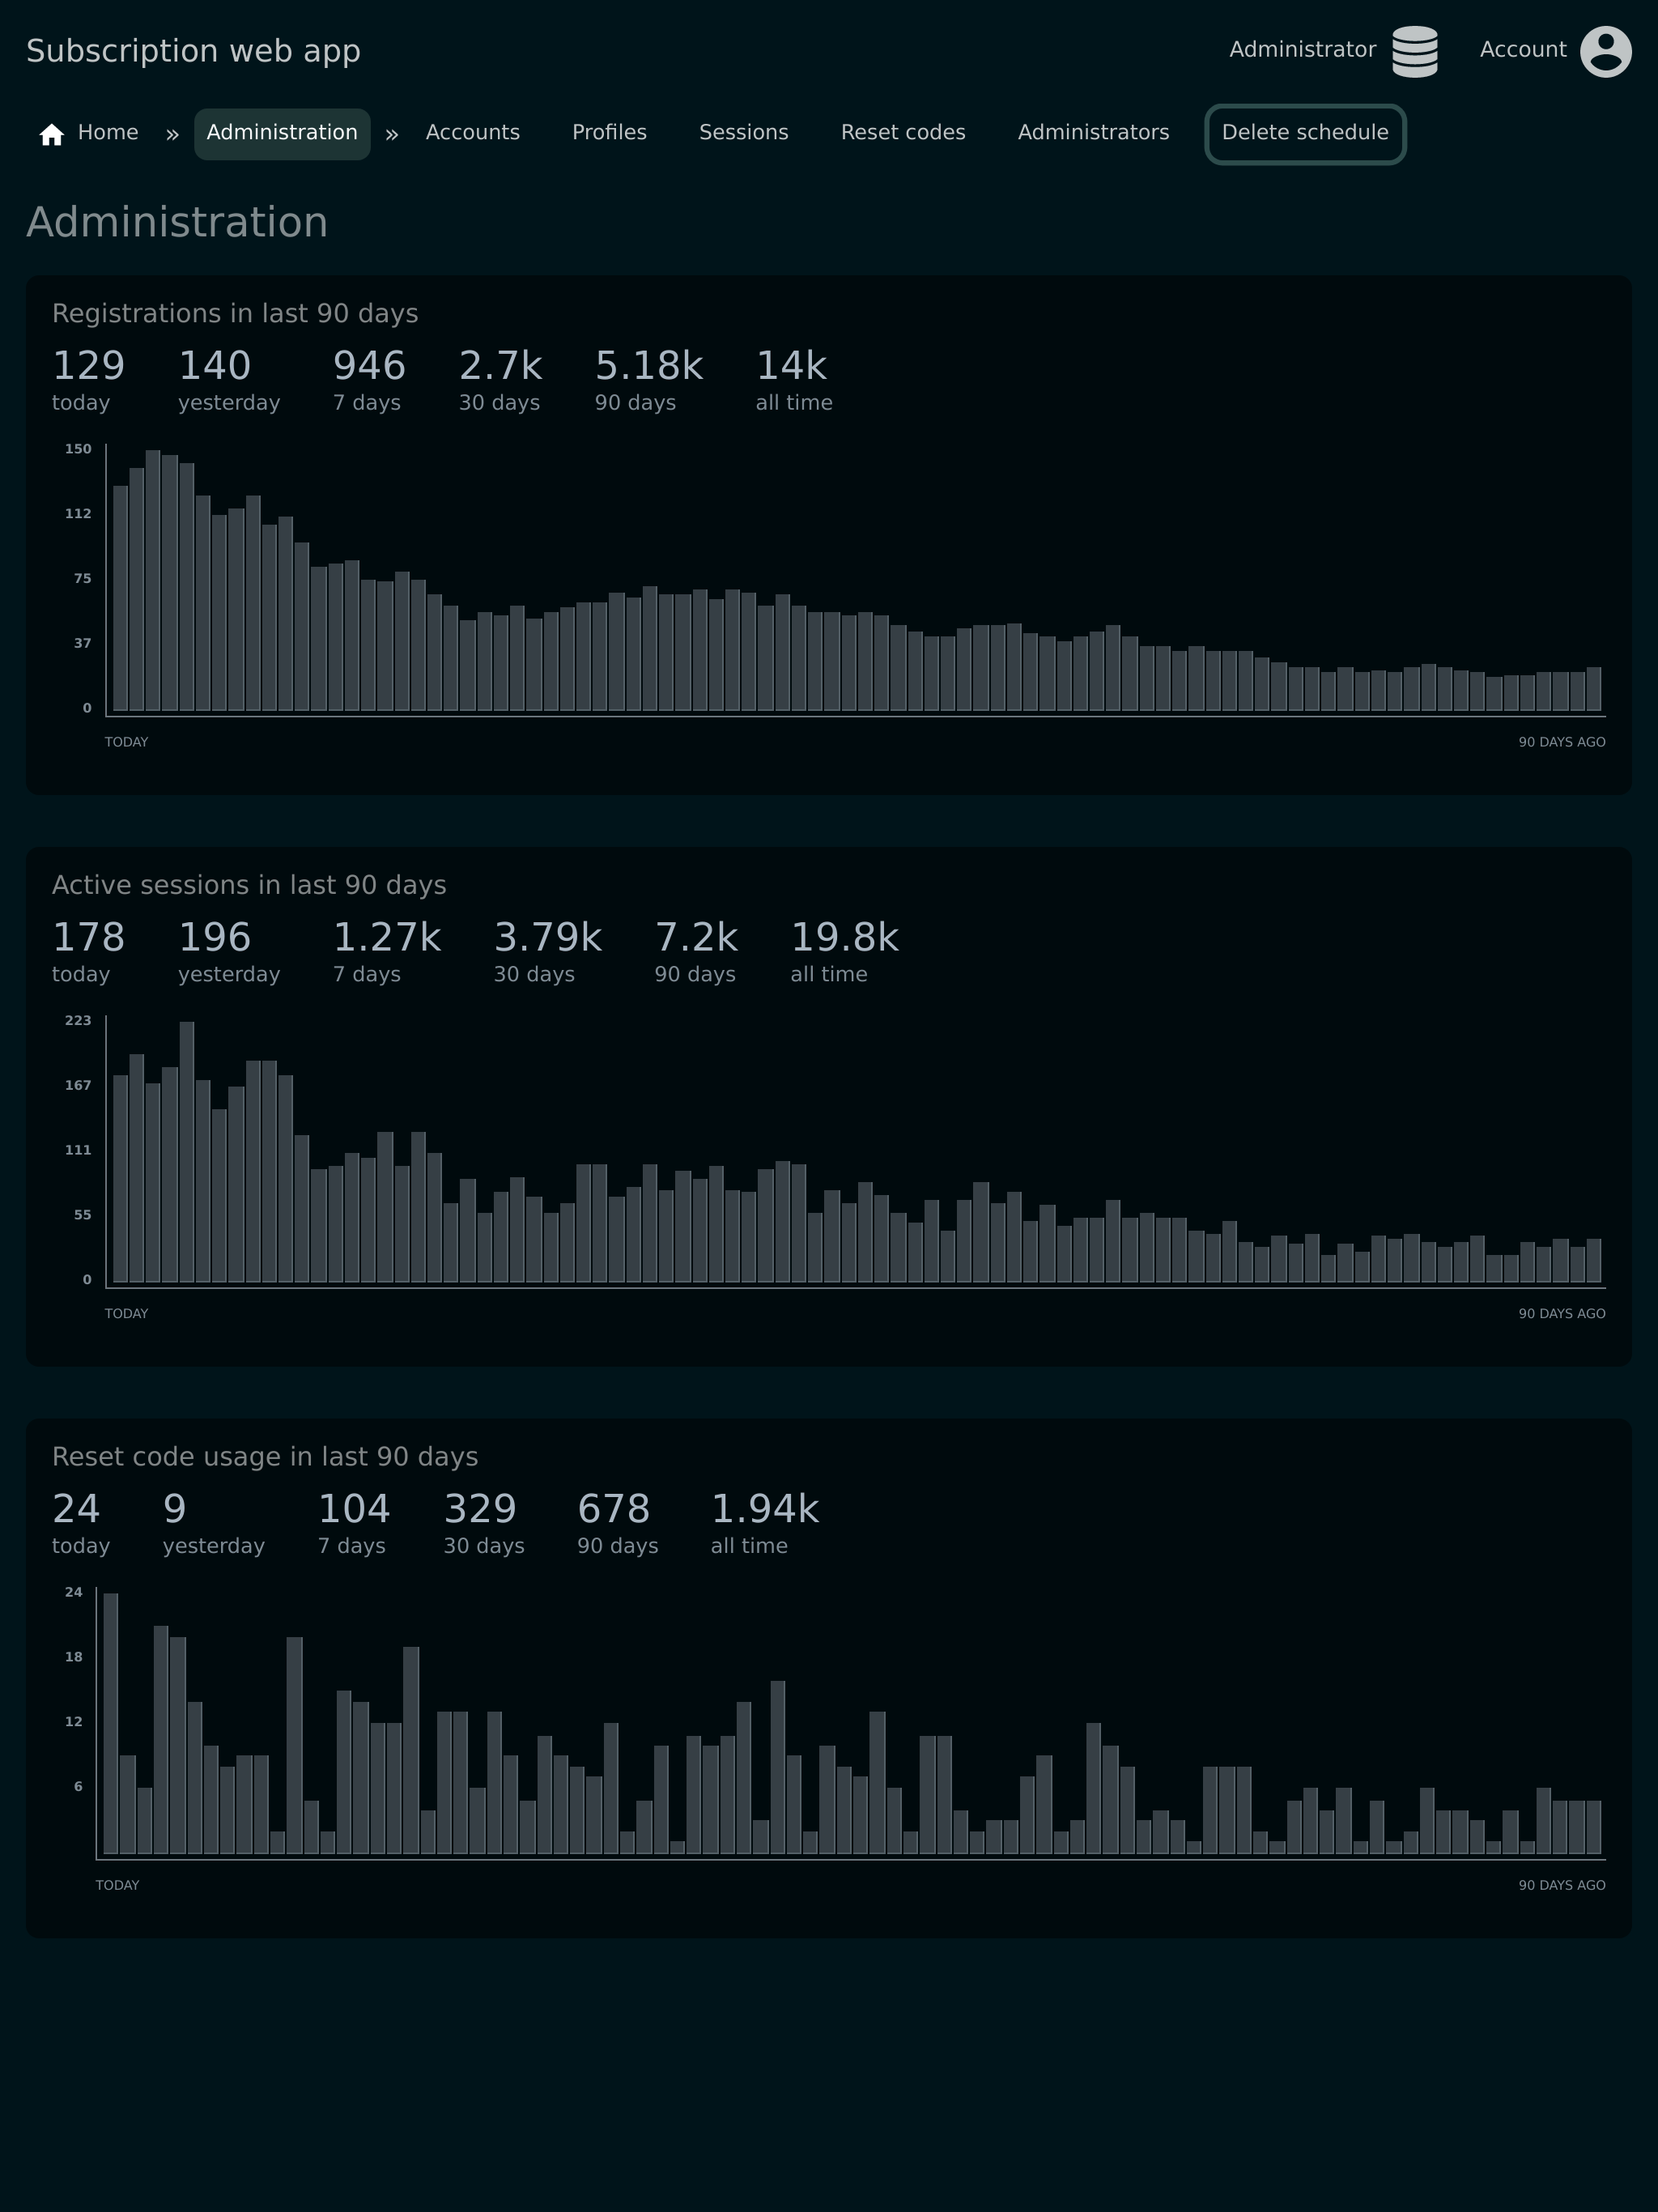 Subscription web app
Administrator
Account
Home » Administration » Accounts Profiles Sessions Reset codes Administrators Delete schedule
Administration
Registrations in last 90 days
129 140 946 2.7k 5.18k 14k
today yesterday 7 days 30 days 90 days all time
150
112
75
37
0
TODAY 90 DAYS AGO
Active sessions in last 90 days
178 196 1.27k 3.79k 7.2k 19.8k
today yesterday 7 days 30 days 90 days all time
223
167
111
55
0
TODAY 90 DAYS AGO
Reset code usage in last 90 days
24 9 104 329 678 1.94k
today yesterday 7 days 30 days 90 days all time
24
18
12
6
TODAY 90 DAYS AGO